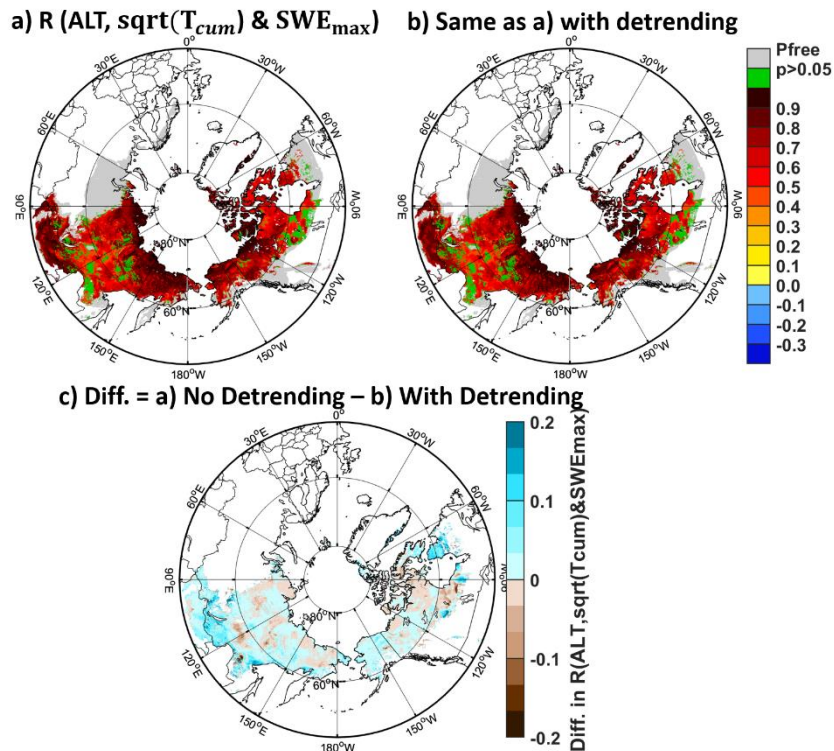 a) R (ALT, sqrt(T_cum) & SWE_max)
b) Same as a) with detrending
0°
30°E
60°E
90°E
120°E
150°E
180°W
150°W
120°W
90°W
60°W
30°W
80°N
60°N
0°
30°E
60°E
90°E
120°E
150°E
180°W
150°W
120°W
90°W
60°W
30°W
80°N
60°N
Pfree
p>0.05
0.9
0.8
0.7
0.6
0.5
0.4
0.3
0.2
0.1
0.0
-0.1
-0.2
-0.3
c) Diff. = a) No Detrending – b) With Detrending
0°
30°E
60°E
90°E
120°E
150°E
180°W
150°W
120°W
90°W
60°W
30°W
80°N
60°N
0.2
0.1
0
-0.1
-0.2
Diff. in R(ALT,sqrt(Tcum)&SWEmax)